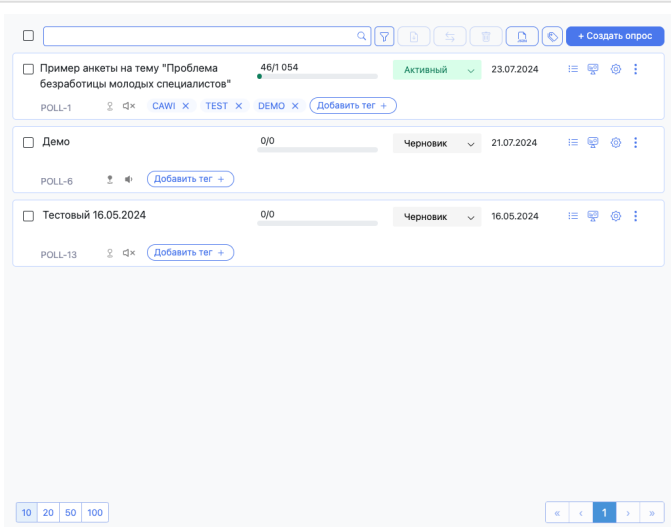 + Создать опрос
Пример анкеты на тему "Проблема
безработицы молодых специалистов"
46/1 054
Активный
23.07.2024
POLL-1
CAWI ×
TEST ×
DEMO ×
Добавить тег +
Демо
0/0
Черновик
21.07.2024
POLL-6
Добавить тег +
Тестовый 16.05.2024
0/0
Черновик
16.05.2024
POLL-13
Добавить тег +
10 20 50 100
« ‹ 1 › »